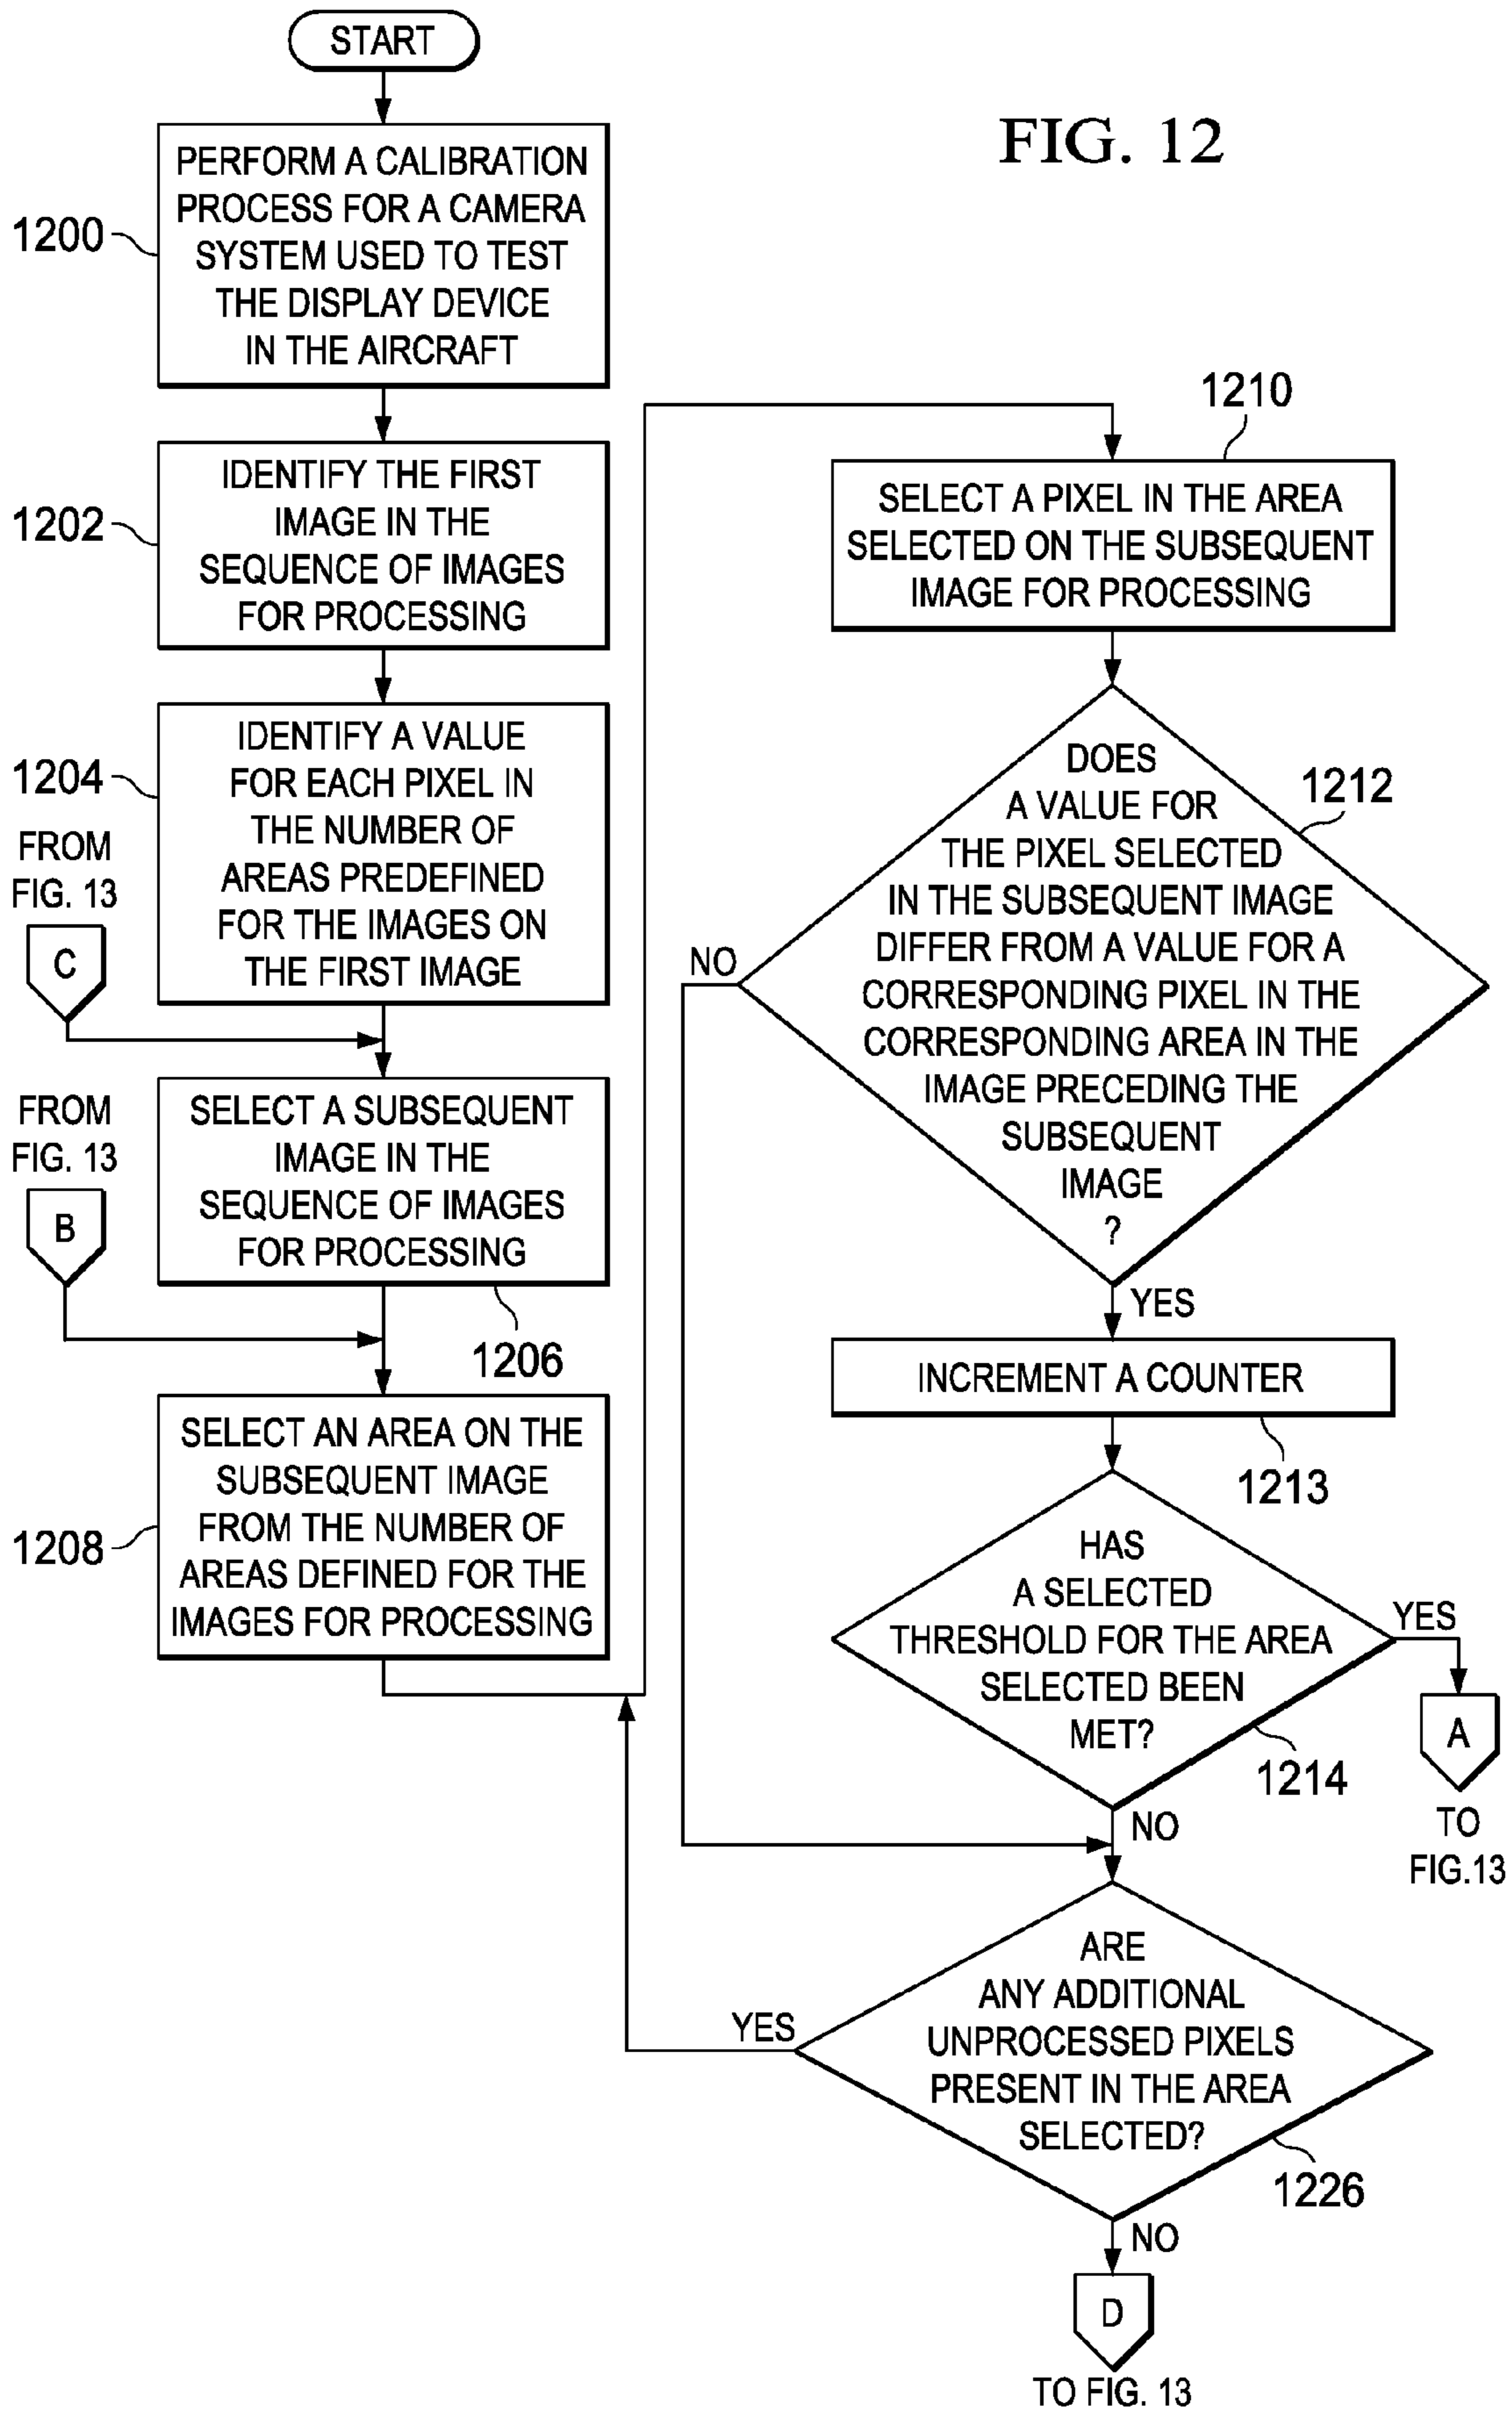 START
FIG. 12
PERFORM A CALIBRATION
PROCESS FOR A CAMERA
SYSTEM USED TO TEST
THE DISPLAY DEVICE
IN THE AIRCRAFT
1200
IDENTIFY THE FIRST
IMAGE IN THE
SEQUENCE OF IMAGES
FOR PROCESSING
1202
IDENTIFY A VALUE
FOR EACH PIXEL IN
THE NUMBER OF
AREAS PREDEFINED
FOR THE IMAGES ON
THE FIRST IMAGE
1204
FROM
FIG. 13
C
SELECT A SUBSEQUENT
IMAGE IN THE
SEQUENCE OF IMAGES
FOR PROCESSING
1206
FROM
FIG. 13
B
SELECT AN AREA ON THE
SUBSEQUENT IMAGE
FROM THE NUMBER OF
AREAS DEFINED FOR THE
IMAGES FOR PROCESSING
1208
1210
SELECT A PIXEL IN THE AREA
SELECTED ON THE SUBSEQUENT
IMAGE FOR PROCESSING
DOES
A VALUE FOR
THE PIXEL SELECTED
IN THE SUBSEQUENT IMAGE
DIFFER FROM A VALUE FOR A
CORRESPONDING PIXEL IN THE
CORRESPONDING AREA IN THE
IMAGE PRECEDING THE
SUBSEQUENT
IMAGE
?
1212
NO
YES
INCREMENT A COUNTER
1213
HAS
A SELECTED
THRESHOLD FOR THE AREA
SELECTED BEEN
MET?
1214
YES
A
TO
FIG.13
NO
ARE
ANY ADDITIONAL
UNPROCESSED PIXELS
PRESENT IN THE AREA
SELECTED?
1226
YES
NO
D
TO FIG. 13